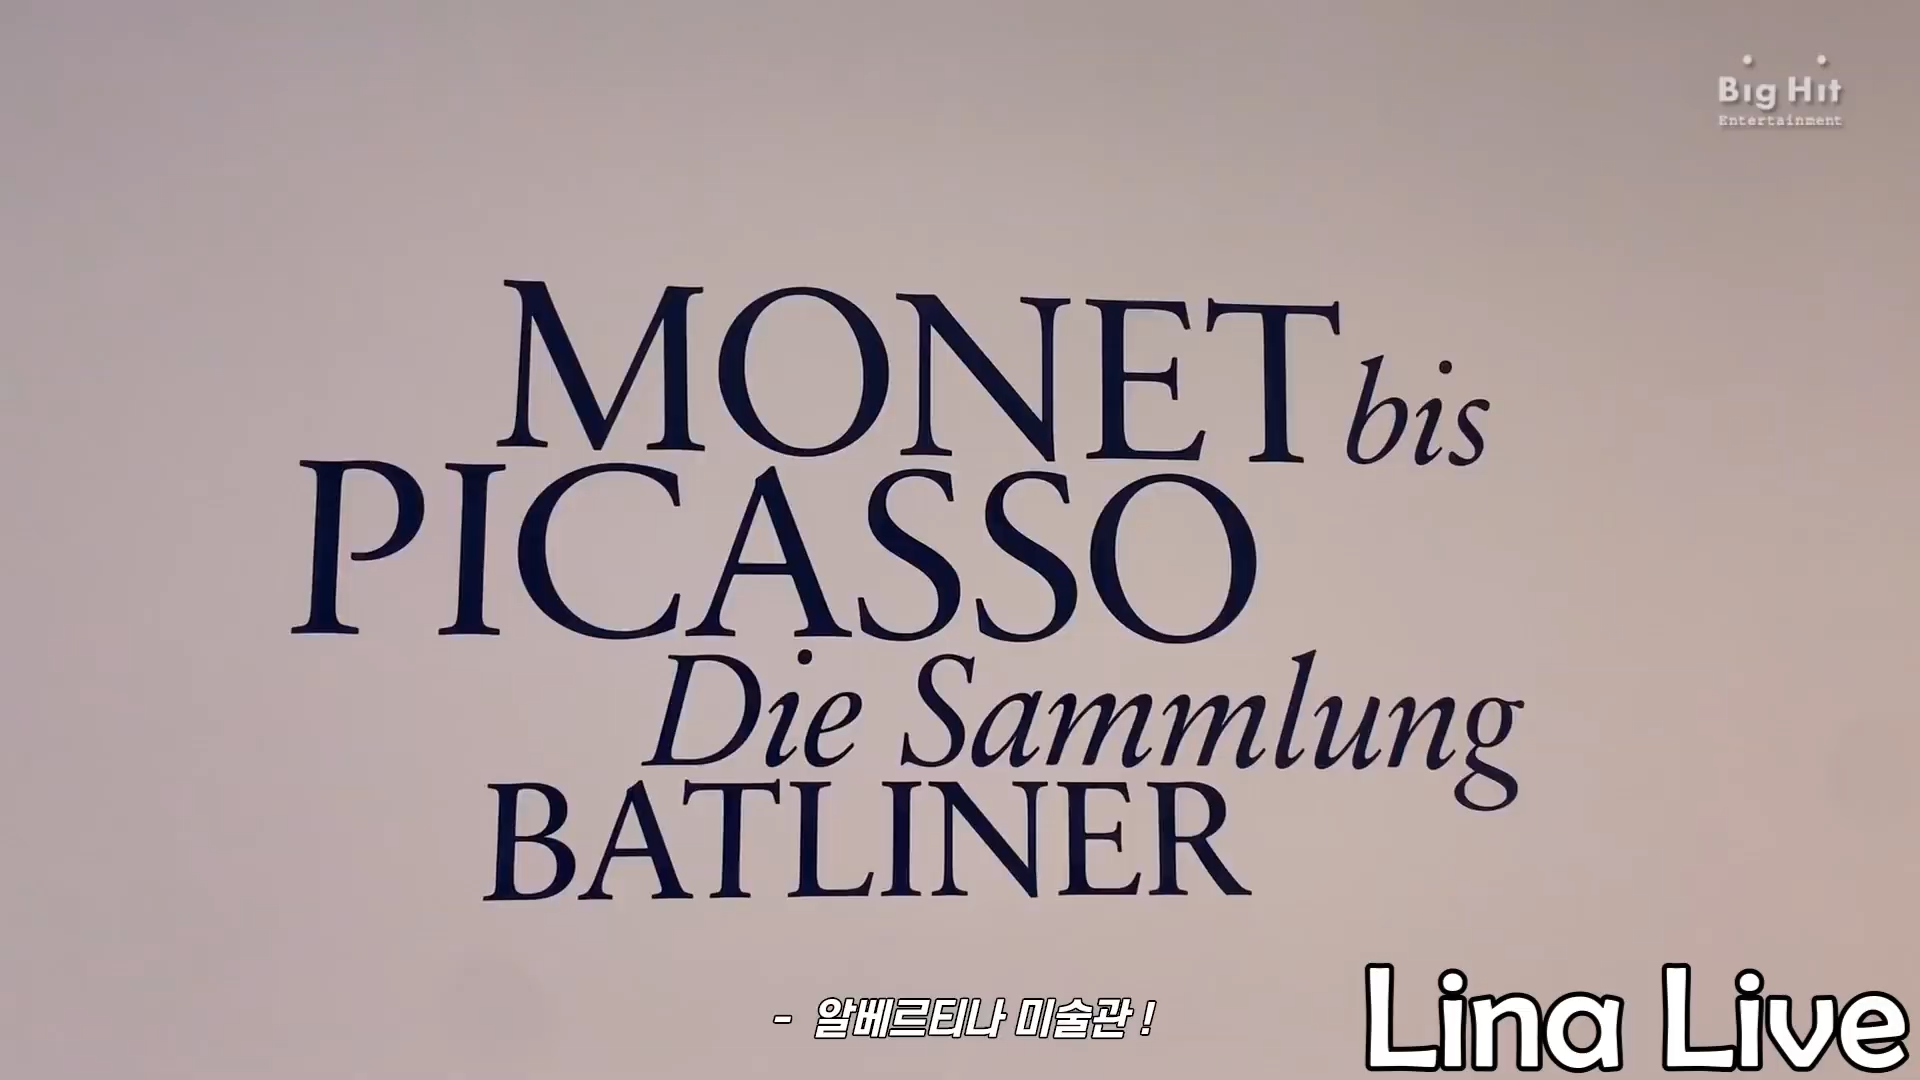 Big Hit
Entertainment
MONET bis
PICASSO
Die Sammlung
BATLINER
- 알베르티나 미술관!
Lina Live